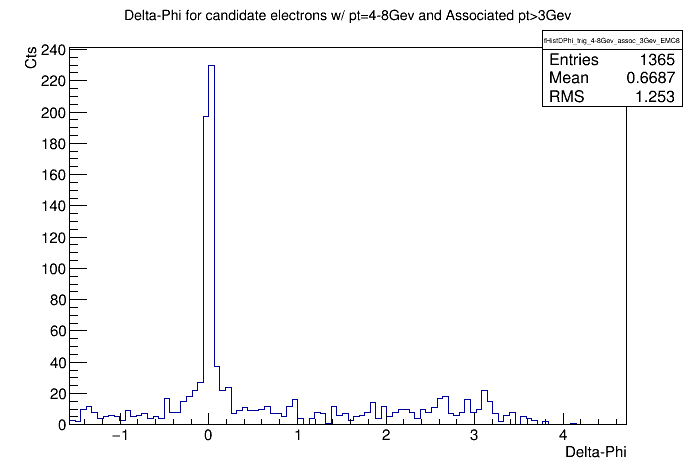 Delta-Phi for candidate electrons w/ pt=4-8Gev and Associated pt>3Gev
fHistDPhi_trig_4-8Gev_assoc_3Gev_EMC8
Entries 1365
Mean 0.6687
RMS 1.253
Cts
240
220
200
180
160
140
120
100
80
60
40
20
0
−1 0 1 2 3 4
Delta-Phi